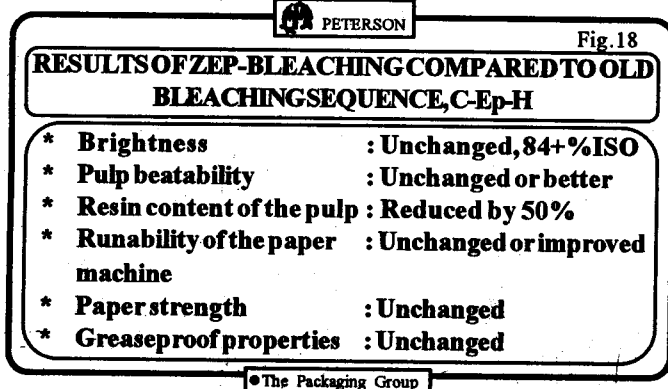 PETERSON
Fig.18
RESULTS OF ZEP-BLEACHING COMPARED TO OLD
BLEACHING SEQUENCE, C-Ep-H
* Brightness : Unchanged, 84+%ISO
* Pulp beatability : Unchanged or better
* Resin content of the pulp : Reduced by 50%
* Runability of the paper : Unchanged or improved
machine
* Paper strength : Unchanged
* Greaseproof properties : Unchanged
•The Packaging Group